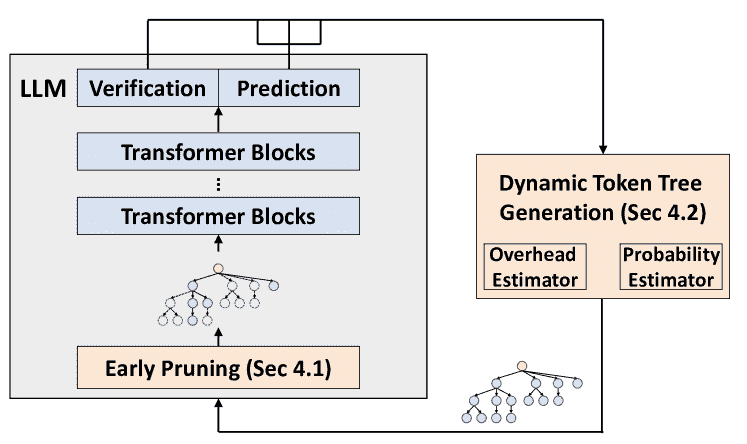 LLM
Verification
Prediction
Transformer Blocks
⋮
Transformer Blocks
Early Pruning (Sec 4.1)
Dynamic Token Tree
Generation (Sec 4.2)
Overhead
Estimator
Probability
Estimator